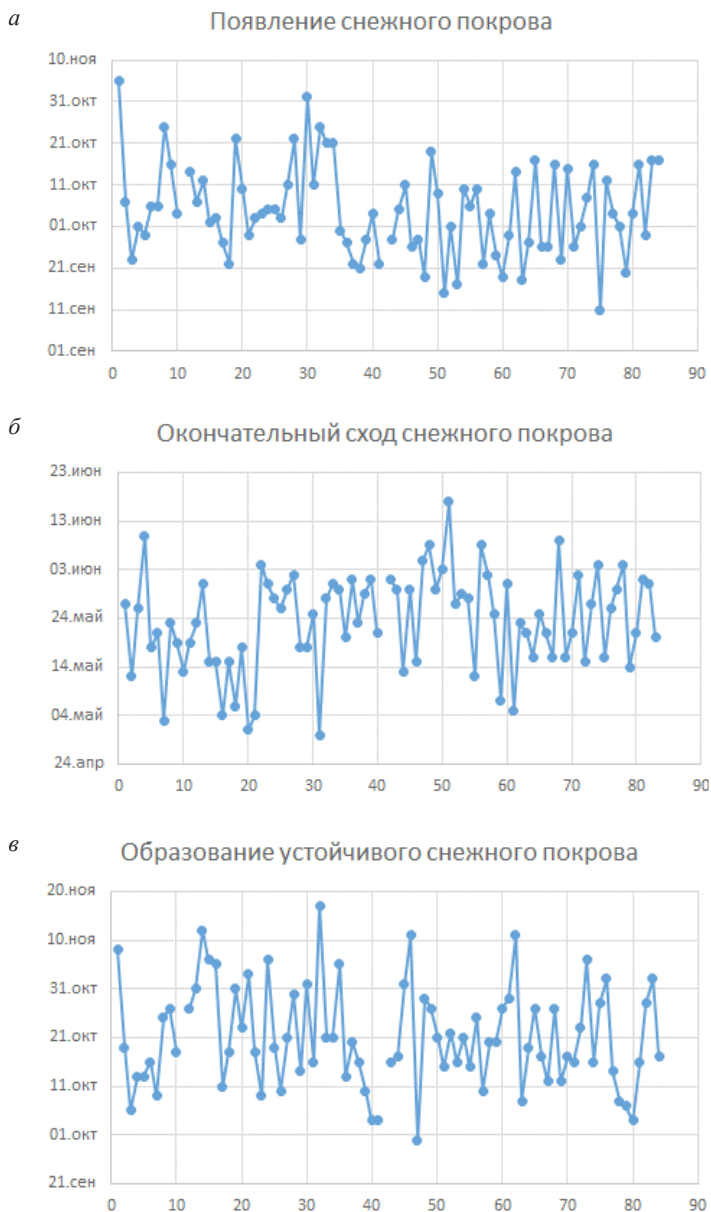 а
Появление снежного покрова
10.ноя
31.окт
21.окт
11.окт
01.окт
21.сен
11.сен
01.сен
0 10 20 30 40 50 60 70 80 90
б
Окончательный сход снежного покрова
23.июн
13.июн
03.июн
24.май
14.май
04.май
24.апр
0 10 20 30 40 50 60 70 80 90
в
Образование устойчивого снежного покрова
20.ноя
10.ноя
31.окт
21.окт
11.окт
01.окт
21.сен
0 10 20 30 40 50 60 70 80 90